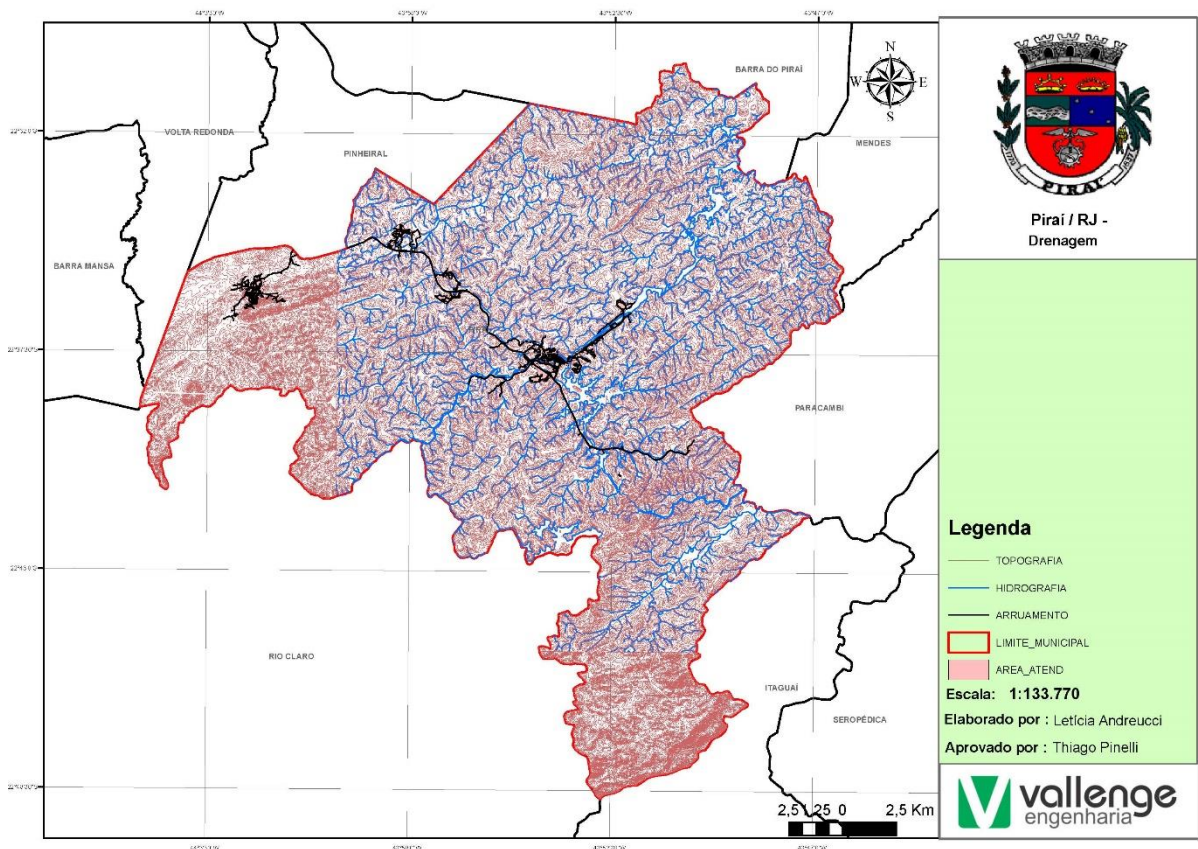 BARRA DO PIRAÍ
N
W E
S
VOLTA REDONDA
PINHEIRAL
MENDES
BARRA MANSA
PARACAMBI
RIO CLARO
ITAGUAÍ
SEROPÉDICA
2,5 1,25 0 2,5 Km
PIRAÍ
Piraí / RJ -
Drenagem
Legenda
TOPOGRAFIA
HIDROGRAFIA
ARRUAMENTO
LIMITE_MUNICIPAL
AREA_ATEND
Escala: 1:133.770
Elaborado por : Letícia Andreucci
Aprovado por : Thiago Pinelli
vallenge
engenharia